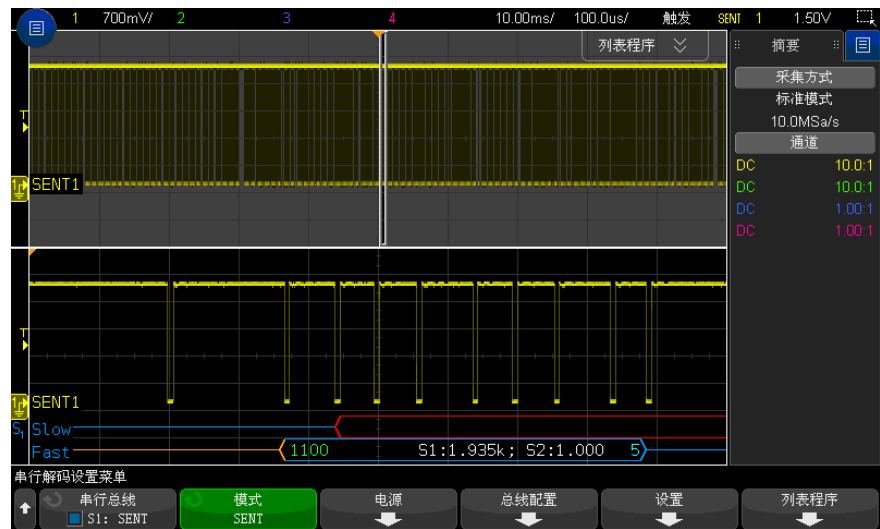 1 700mV/ 2 3 4 10.00ms/ 100.0us/ 触发 SENT 1 1.50V
列表程序
摘要
采集方式
标准模式
10.0MSa/s
通道
DC 10.0:1
DC 10.0:1
DC 1.00:1
DC 1.00:1
T
1 SENT1
T
1 SENT1
S1 Slow
Fast 1100 S1:1.935k; S2:1.000 5
串行解码设置菜单
串行总线 模式 电源 总线配置 设置 列表程序
S1: SENT SENT